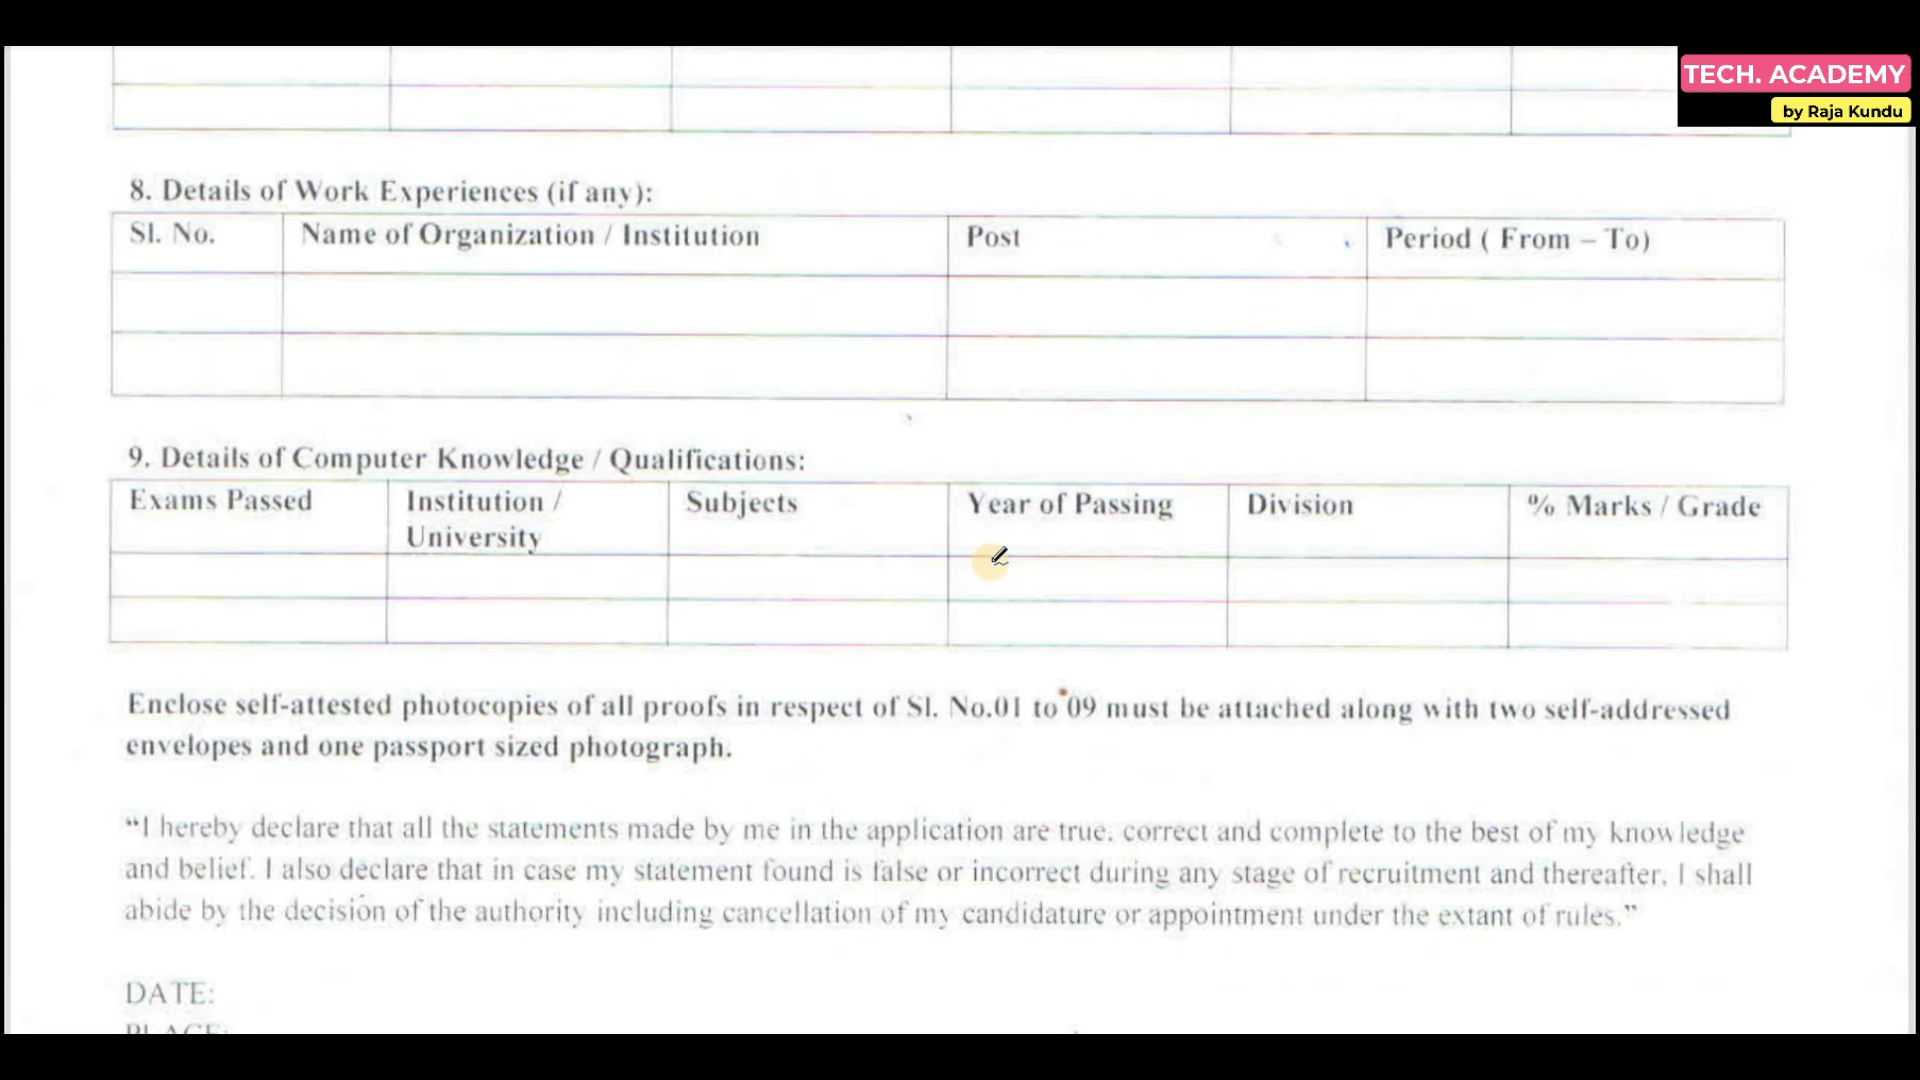 TECH. ACADEMY
by Raja Kundu
8. Details of Work Experiences (if any):
Sl. No.
Name of Organization / Institution
Post
Period ( From – To)
9. Details of Computer Knowledge / Qualifications:
Exams Passed
Institution /
University
Subjects
Year of Passing
Division
% Marks / Grade
Enclose self-attested photocopies of all proofs in respect of Sl. No.01 to 09 must be attached along with two self-addressed
envelopes and one passport sized photograph.
“I hereby declare that all the statements made by me in the application are true, correct and complete to the best of my knowledge
and belief. I also declare that in case my statement found is false or incorrect during any stage of recruitment and thereafter, I shall
abide by the decision of the authority including cancellation of my candidature or appointment under the extant of rules.”
DATE:
PLACE: